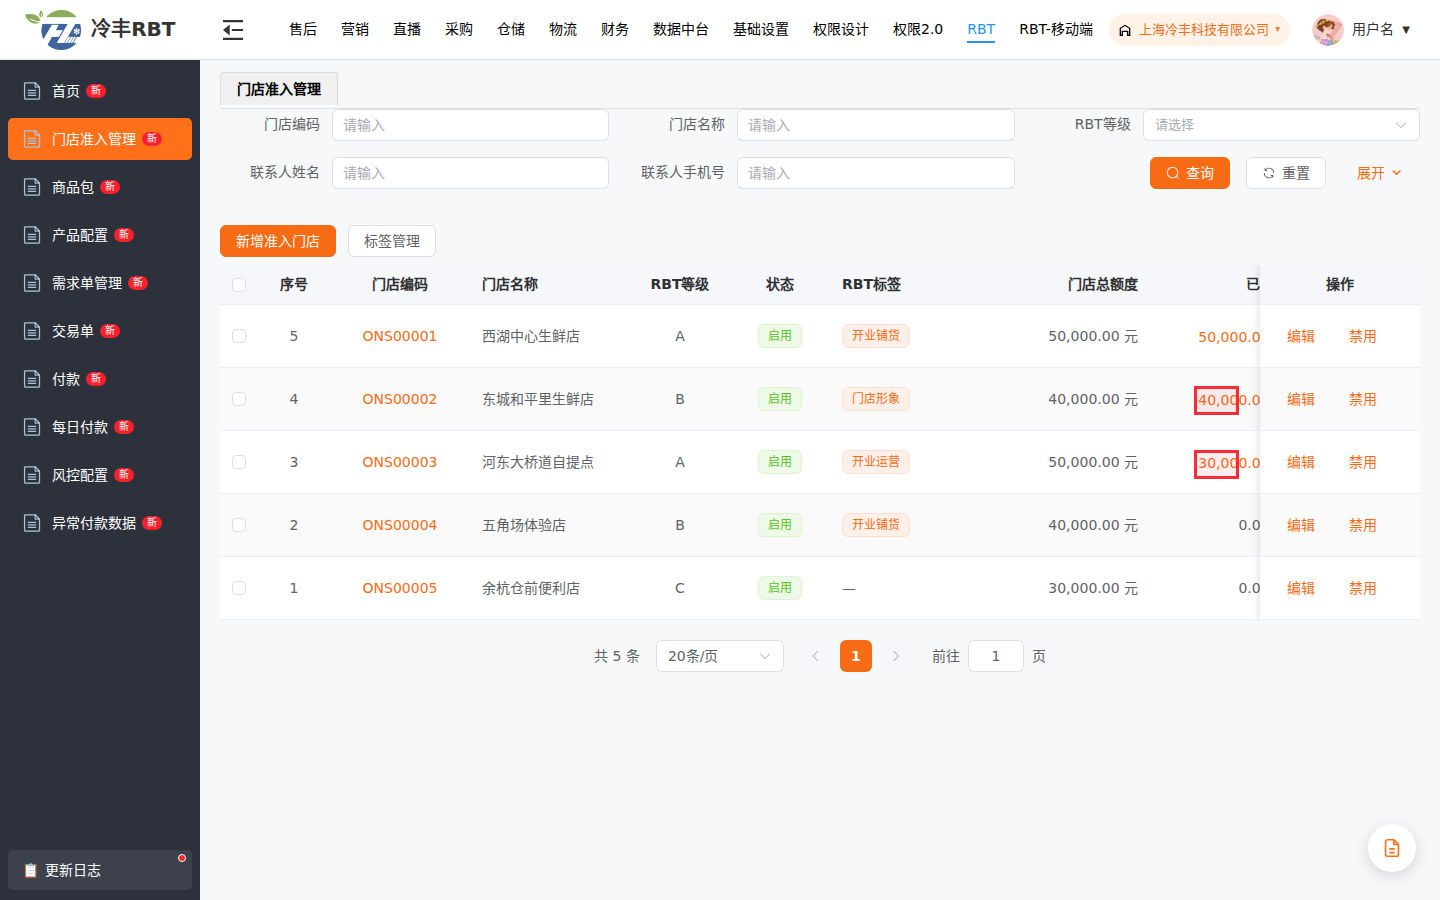 冷丰RBT
售后 营销 直播 采购 仓储 物流 财务 数据中台 基础设置 权限设计 权限2.0 RBT RBT-移动端
上海冷丰科技有限公司
用户名
首页 新
门店准入管理 新
商品包 新
产品配置 新
需求单管理 新
交易单 新
付款 新
每日付款 新
风控配置 新
异常付款数据 新
更新日志
门店准入管理
门店编码 请输入 门店名称 请输入 RBT等级 请选择
联系人姓名 请输入 联系人手机号 请输入 查询 重置 展开
新增准入门店 标签管理
序号 门店编码 门店名称 RBT等级 状态 RBT标签 门店总额度 已 操作
5 ONS00001 西湖中心生鲜店 A 启用 开业铺货 50,000.00 元 50,000.0 编辑 禁用
4 ONS00002 东城和平里生鲜店 B 启用 门店形象 40,000.00 元 40,000.0 编辑 禁用
3 ONS00003 河东大桥道自提点 A 启用 开业运营 50,000.00 元 30,000.0 编辑 禁用
2 ONS00004 五角场体验店 B 启用 开业铺货 40,000.00 元 0.0 编辑 禁用
1 ONS00005 余杭仓前便利店 C 启用 — 30,000.00 元 0.0 编辑 禁用
共 5 条 20条/页 1 前往 1 页